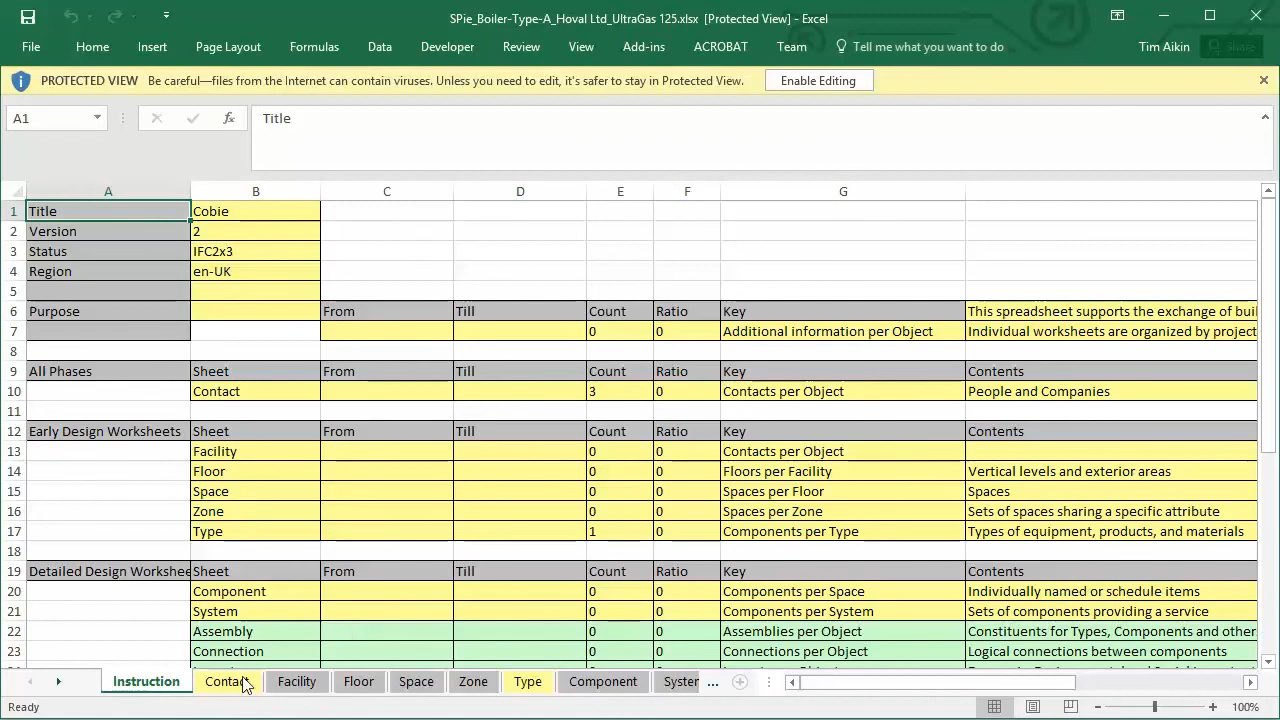 SPie_Boiler-Type-A_Hoval Ltd_UltraGas 125.xlsx [Protected View] - Excel
File Home Insert Page Layout Formulas Data Developer Review View Add-ins ACROBAT Team Tell me what you want to do Tim Aikin Share
PROTECTED VIEW Be careful—files from the Internet can contain viruses. Unless you need to edit, it's safer to stay in Protected View. Enable Editing
A1 fx Title
A B C D E F G
1 Title Cobie
2 Version 2
3 Status IFC2x3
4 Region en-UK
5
6 Purpose From Till Count Ratio Key This spreadsheet supports the exchange of buil
7 0 0 Additional information per Object Individual worksheets are organized by project
8
9 All Phases Sheet From Till Count Ratio Key Contents
10 Contact 3 0 Contacts per Object People and Companies
11
12 Early Design Worksheets Sheet From Till Count Ratio Key Contents
13 Facility 0 0 Contacts per Object
14 Floor 0 0 Floors per Facility Vertical levels and exterior areas
15 Space 0 0 Spaces per Floor Spaces
16 Zone 0 0 Spaces per Zone Sets of spaces sharing a specific attribute
17 Type 1 0 Components per Type Types of equipment, products, and materials
18
19 Detailed Design Workshee Sheet From Till Count Ratio Key Contents
20 Component 0 0 Components per Space Individually named or schedule items
21 System 0 0 Components per System Sets of components providing a service
22 Assembly 0 0 Assemblies per Object Constituents for Types, Components and other
23 Connection 0 0 Connections per Object Logical connections between components
Instruction Contact Facility Floor Space Zone Type Component System ...
Ready 100%